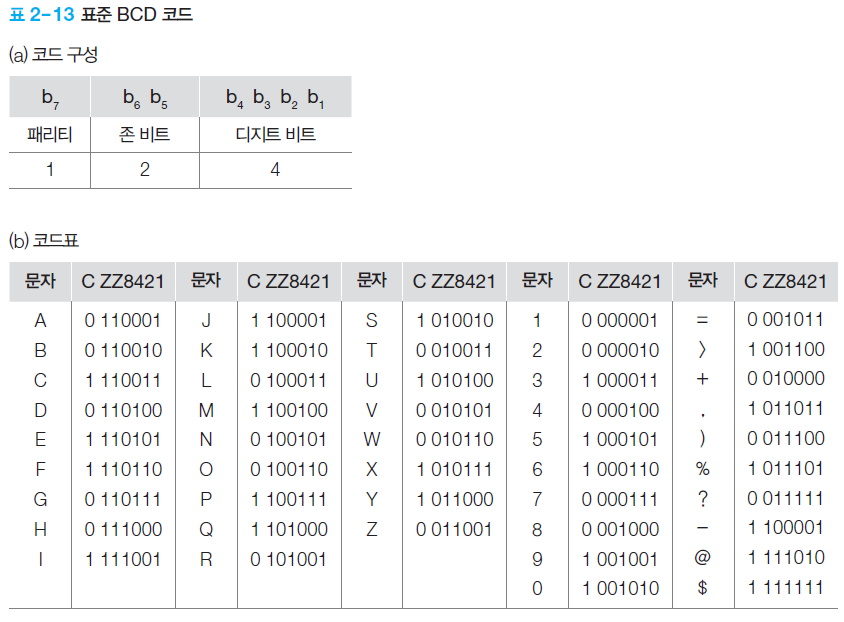 표 2-13 표준 BCD 코드
(a) 코드 구성
b7 b6 b5 b4 b3 b2 b1
패리티 존 비트 디지트 비트
1 2 4
(b) 코드표
문자 C ZZ8421 문자 C ZZ8421 문자 C ZZ8421 문자 C ZZ8421 문자 C ZZ8421
A 0 110001 J 1 100001 S 1 010010 1 0 000001 = 0 001011
B 0 110010 K 1 100010 T 0 010011 2 0 000010 〉 1 001100
C 1 110011 L 0 100011 U 1 010100 3 1 000011 + 0 010000
D 0 110100 M 1 100100 V 0 010101 4 0 000100 , 1 011011
E 1 110101 N 0 100101 W 0 010110 5 1 000101 ) 0 011100
F 1 110110 O 0 100110 X 1 010111 6 1 000110 % 1 011101
G 0 110111 P 1 100111 Y 1 011000 7 0 000111 ? 0 011111
H 0 111000 Q 1 101000 Z 0 011001 8 0 001000 - 1 100001
I 1 111001 R 0 101001 9 1 001001 @ 1 111010
0 1 001010 $ 1 111111